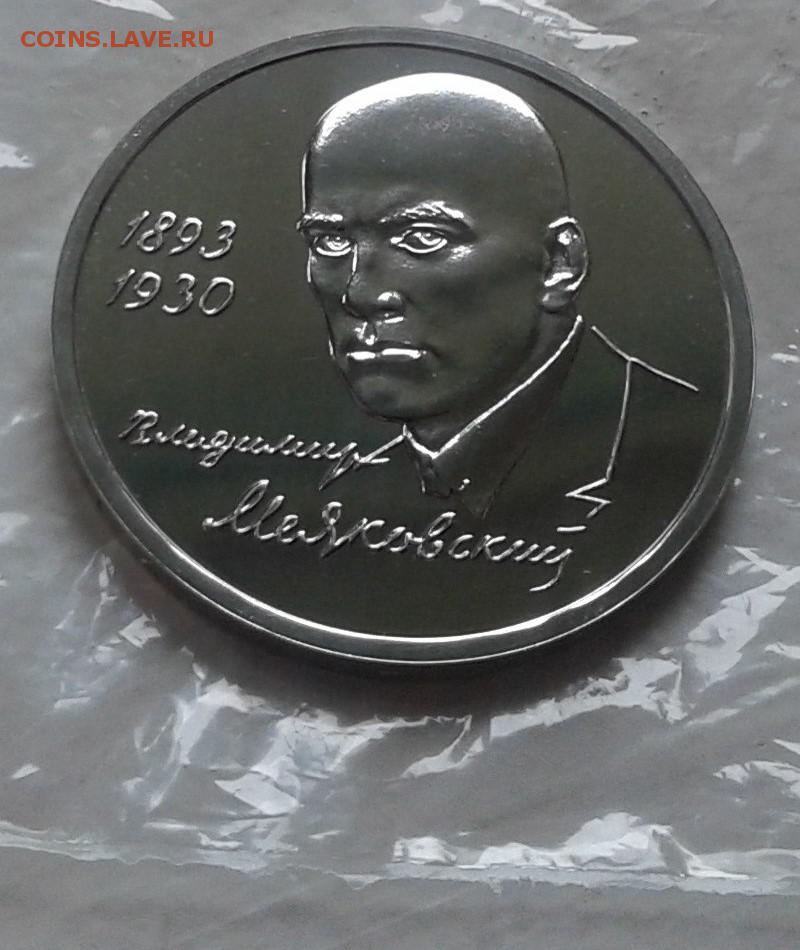 COINS.LAVE.RU
1893
1930
Владимир
Маяковский